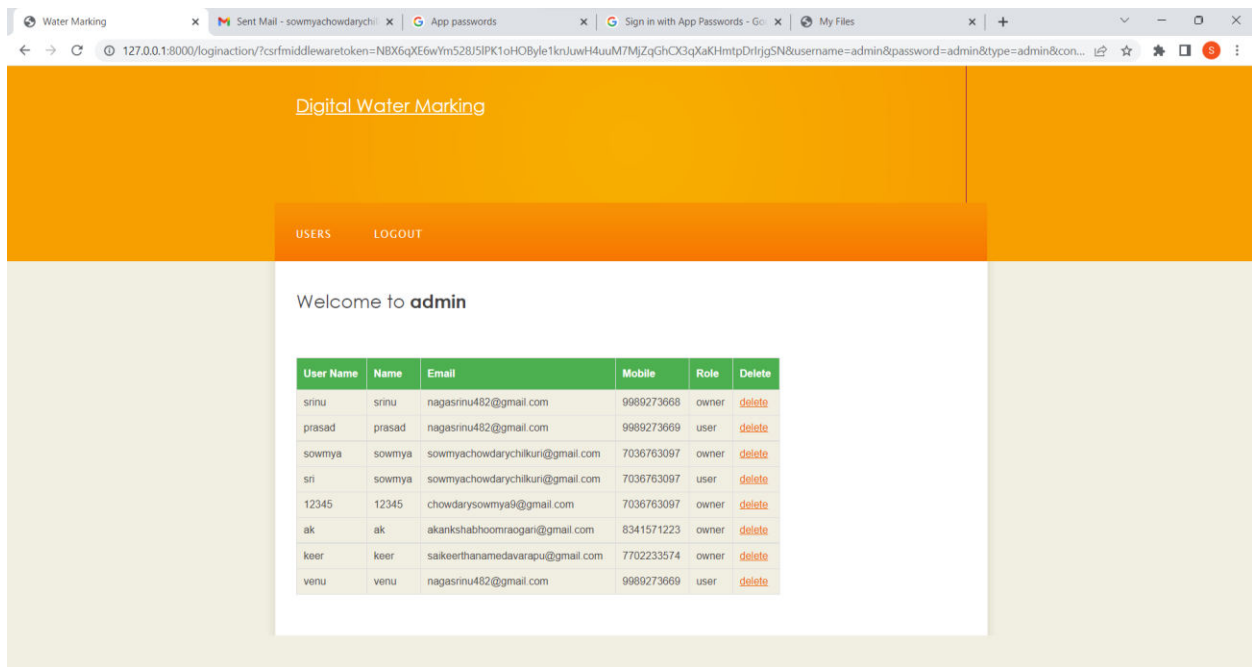 Water Marking
Sent Mail - sowmyachowdarychil
App passwords
Sign in with App Passwords - Go
My Files
127.0.0.1:8000/loginaction/?csrfmiddlewaretoken=NBX6qXE6wYm528J5lPK1oHOByle1knJuwH4uuM7MjZqGhCX3qXaKHmtpDrIrjgSN&username=admin&password=admin&type=admin&con...
S
Digital Water Marking
USERS LOGOUT
Welcome to admin
User Name Name Email Mobile Role Delete
srinu srinu nagasrinu482@gmail.com 9989273668 owner delete
prasad prasad nagasrinu482@gmail.com 9989273669 user delete
sowmya sowmya sowmyachowdarychilkuri@gmail.com 7036763097 owner delete
sri sowmya sowmyachowdarychilkuri@gmail.com 7036763097 user delete
12345 12345 chowdarysowmya9@gmail.com 7036763097 owner delete
ak ak akankshabhoomraogari@gmail.com 8341571223 owner delete
keer keer saikeerthanamedavarapu@gmail.com 7702233574 owner delete
venu venu nagasrinu482@gmail.com 9989273669 user delete